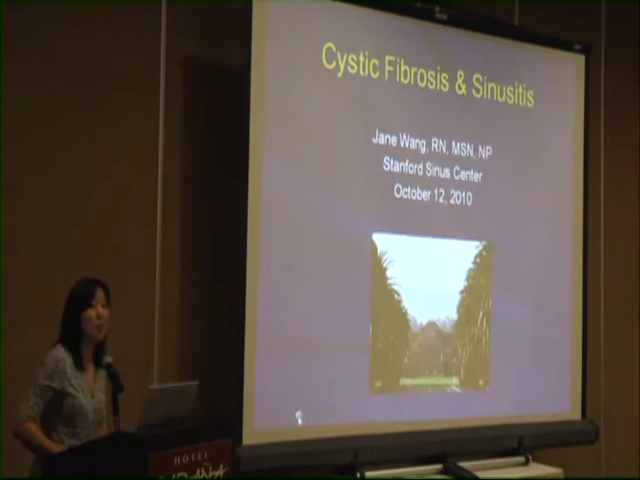 Cystic Fibrosis & Sinusitis
Jane Wang, RN, MSN, NP
Stanford Sinus Center
October 12, 2010
HOTEL